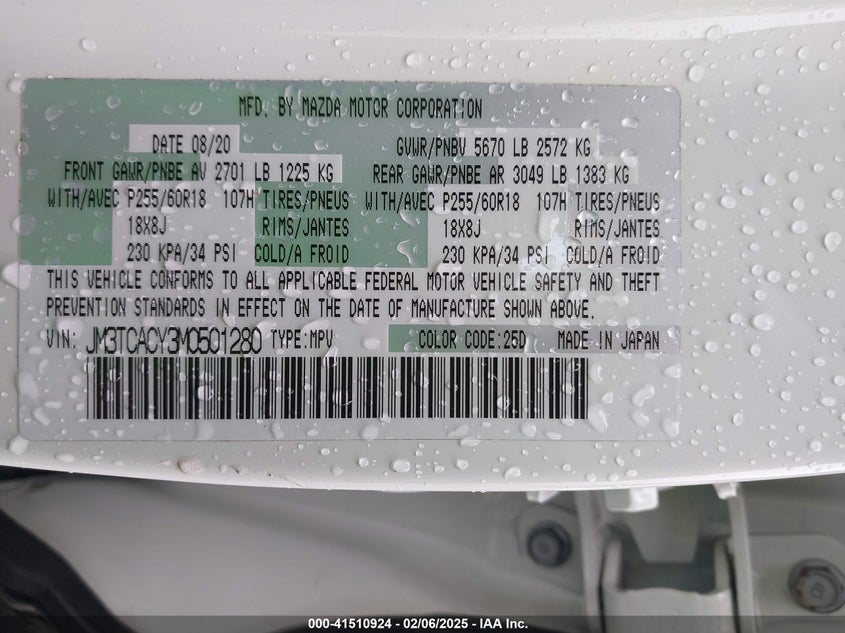 MFD. BY MAZDA MOTOR CORPORATION
DATE 08/20 GVWR/PNBV 5670 LB 2572 KG
FRONT GAWR/PNBE AV 2701 LB 1225 KG REAR GAWR/PNBE AR 3049 LB 1383 KG
WITH/AVEC P255/60R18 107H TIRES/PNEUS WITH/AVEC P255/60R18 107H TIRES/PNEUS
18X8J RIMS/JANTES 18X8J RIMS/JANTES
230 KPA/34 PSI COLD/A FROID 230 KPA/34 PSI COLD/A FROID
THIS VEHICLE CONFORMS TO ALL APPLICABLE FEDERAL MOTOR VEHICLE SAFETY AND THEFT
PREVENTION STANDARDS IN EFFECT ON THE DATE OF MANUFACTURE SHOWN ABOVE.
VIN: JM3TCACY3M0501280 TYPE:MPV COLOR CODE:25D MADE IN JAPAN
000-41510924 - 02/06/2025 - IAA Inc.